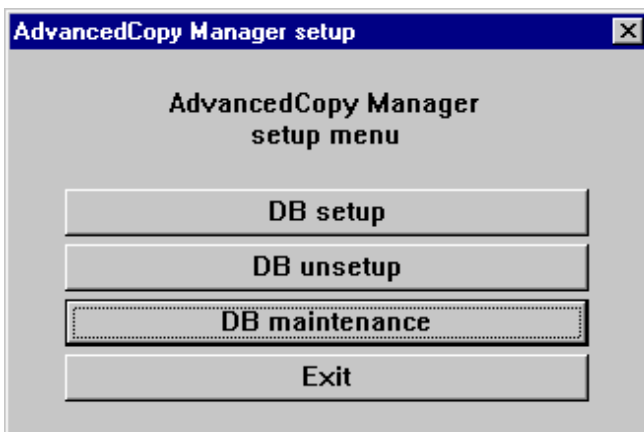 AdvancedCopy Manager setup
AdvancedCopy Manager
setup menu
DB setup
DB unsetup
DB maintenance
Exit